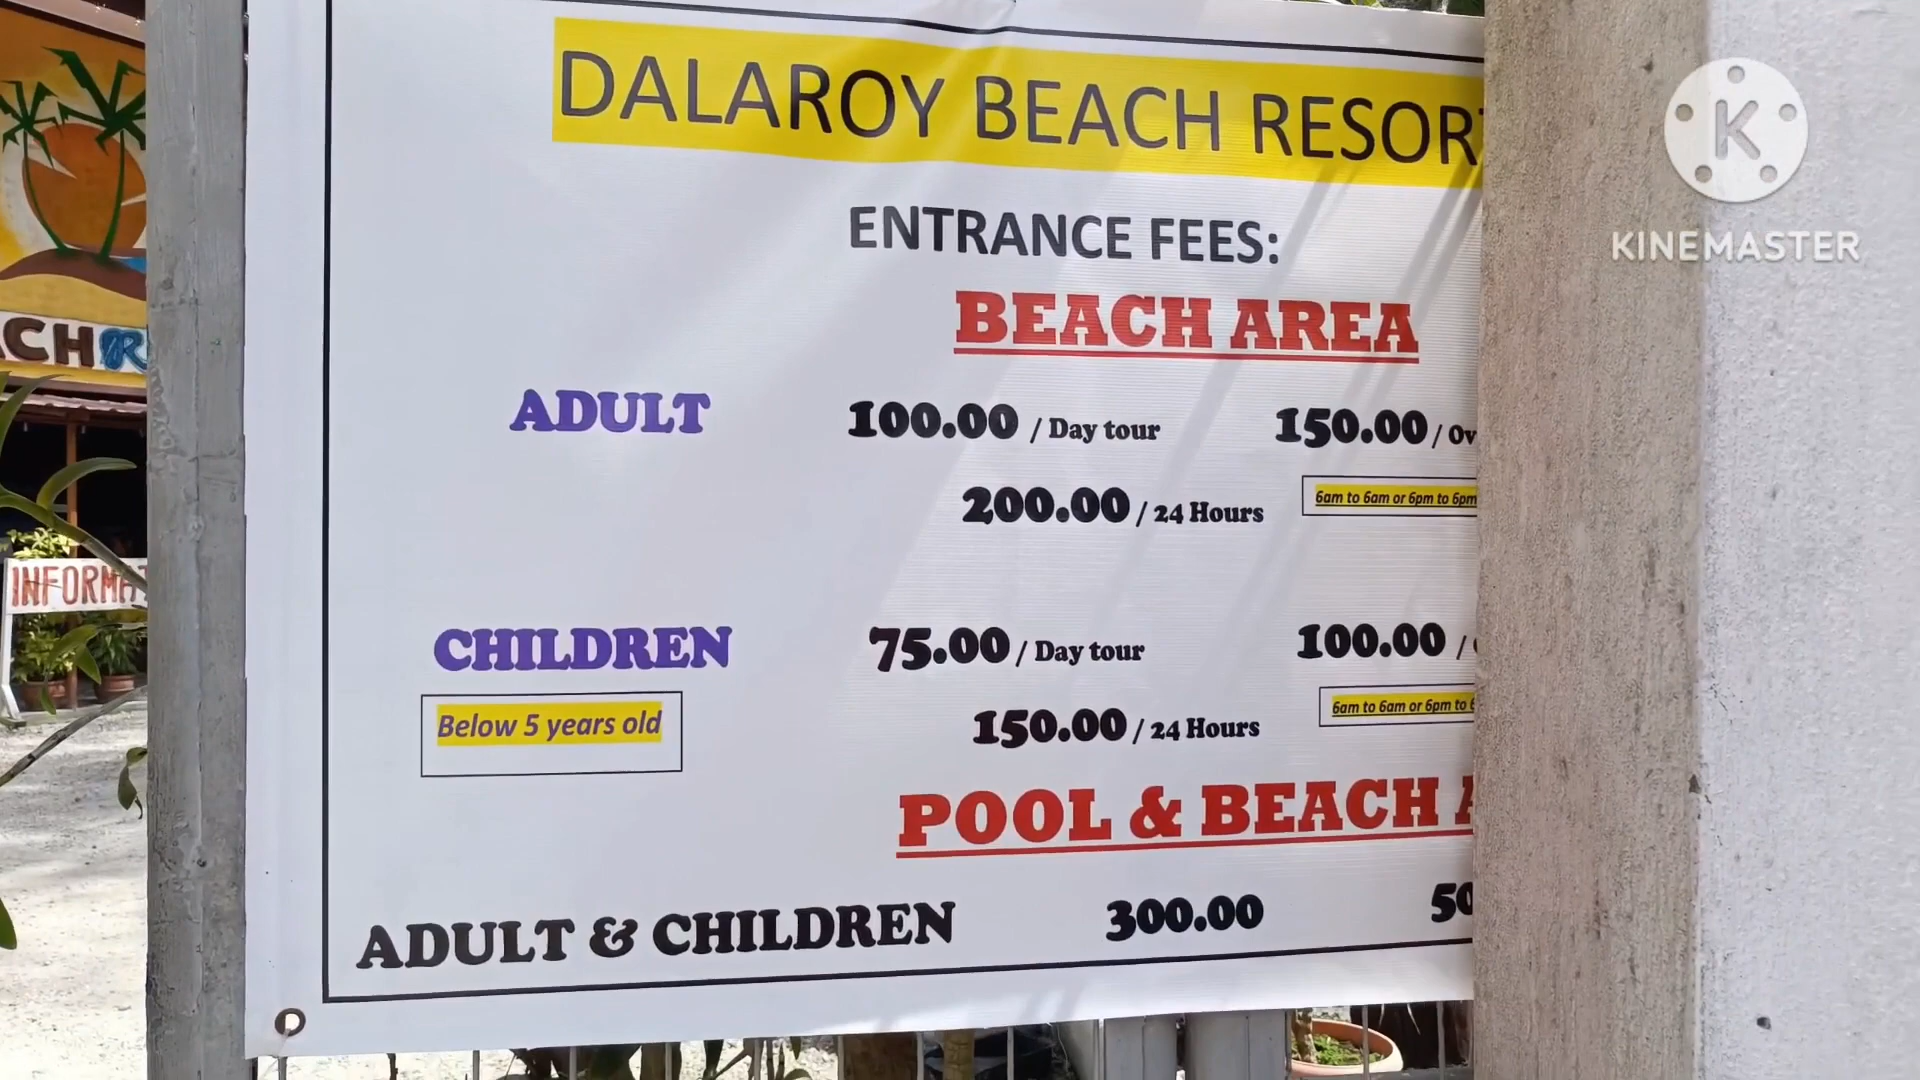 DALAROY BEACH RESORT
ENTRANCE FEES:
BEACH AREA
ADULT 100.00 / Day tour 150.00 / Ov
200.00 / 24 Hours 6am to 6am or 6pm to 6pm
CHILDREN 75.00 / Day tour 100.00 /
Below 5 years old 150.00 / 24 Hours 6am to 6am or 6pm to 6
POOL & BEACH A
ADULT & CHILDREN 300.00 50
ACH
INFORMAT
K
KINEMASTER